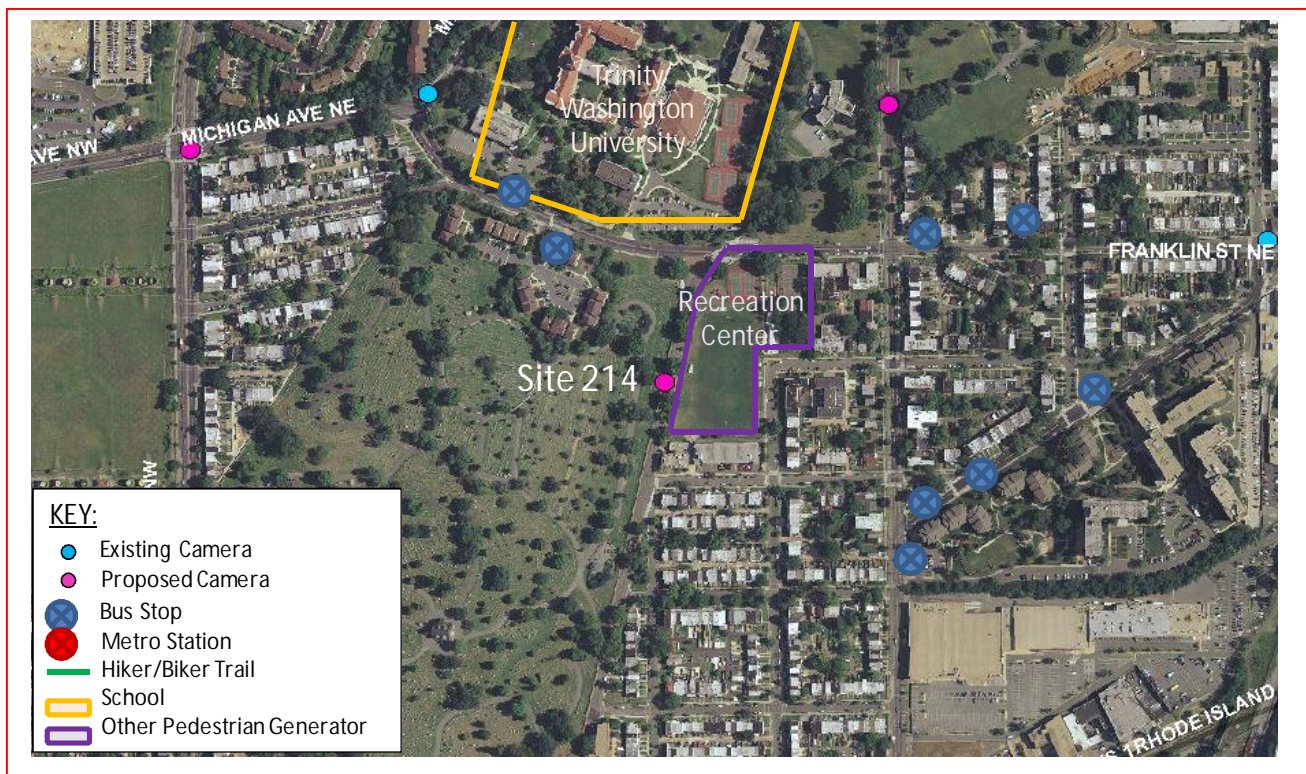 Trinity
Washington
University
MICHIGAN AVE NE
AVE NW
FRANKLIN ST NE
Recreation
Center
Site 214
NW
KEY:
Existing Camera
Proposed Camera
Bus Stop
Metro Station
Hiker/Biker Trail
School
Other Pedestrian Generator
RHODE ISLAND